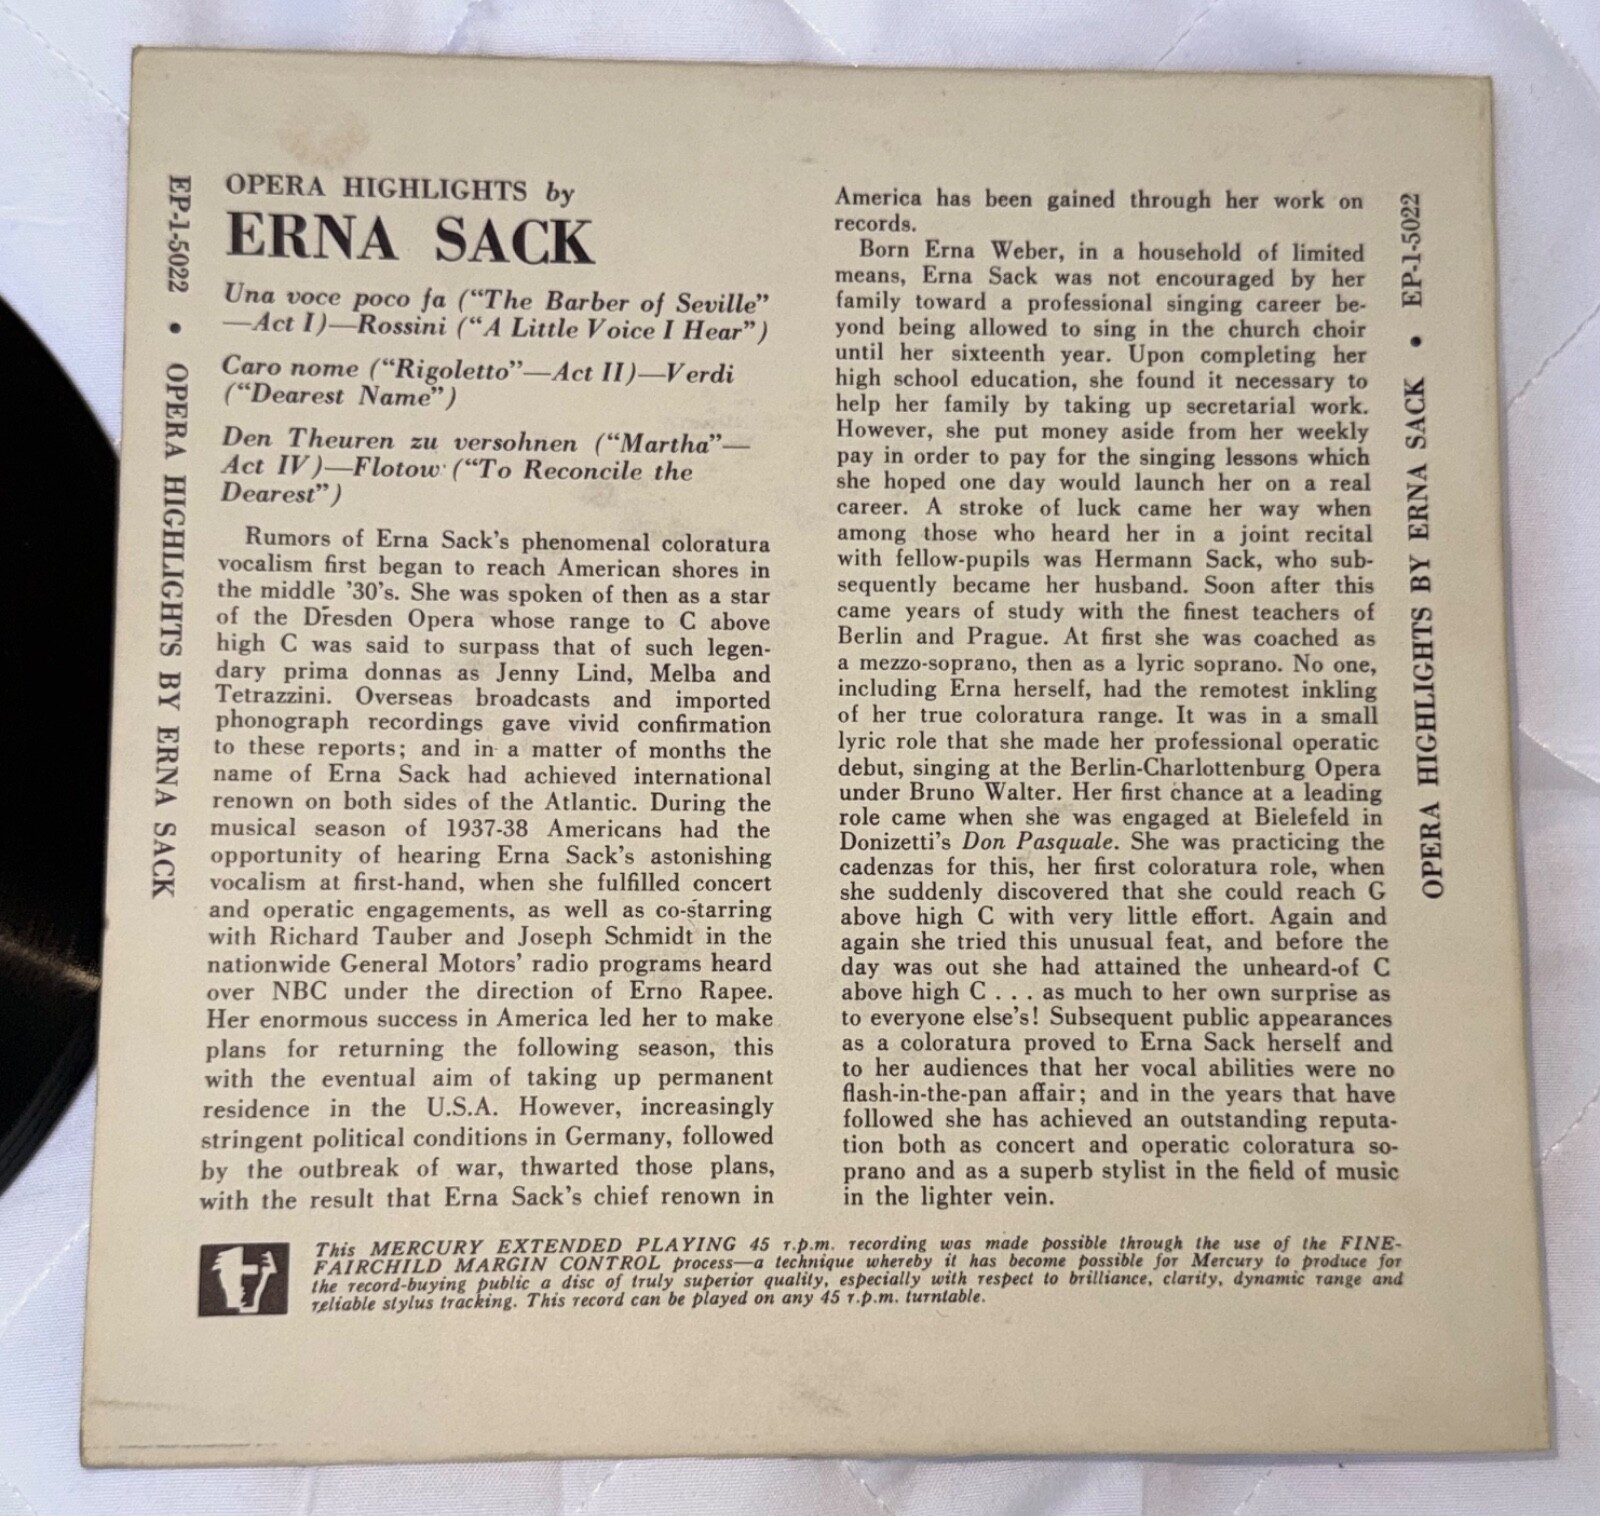 EP-1-5022 • OPERA HIGHLIGHTS BY ERNA SACK
OPERA HIGHLIGHTS by
ERNA SACK
Una voce poco fa (“The Barber of Seville”
—Act I)—Rossini (“A Little Voice I Hear”)
Caro nome (“Rigoletto”—Act II)—Verdi
(“Dearest Name”)
Den Theuren zu versohnen (“Martha”—
Act IV)—Flotow (“To Reconcile the
Dearest”)
Rumors of Erna Sack's phenomenal coloratura
vocalism first began to reach American shores in
the middle '30's. She was spoken of then as a star
of the Dresden Opera whose range to C above
high C was said to surpass that of such legen-
dary prima donnas as Jenny Lind, Melba and
Tetrazzini. Overseas broadcasts and imported
phonograph recordings gave vivid confirmation
to these reports; and in a matter of months the
name of Erna Sack had achieved international
renown on both sides of the Atlantic. During the
musical season of 1937-38 Americans had the
opportunity of hearing Erna Sack's astonishing
vocalism at first-hand, when she fulfilled concert
and operatic engagements, as well as co-starring
with Richard Tauber and Joseph Schmidt in the
nationwide General Motors' radio programs heard
over NBC under the direction of Erno Rapee.
Her enormous success in America led her to make
plans for returning the following season, this
with the eventual aim of taking up permanent
residence in the U.S.A. However, increasingly
stringent political conditions in Germany, followed
by the outbreak of war, thwarted those plans,
with the result that Erna Sack's chief renown in
America has been gained through her work on
records.
Born Erna Weber, in a household of limited
means, Erna Sack was not encouraged by her
family toward a professional singing career be-
yond being allowed to sing in the church choir
until her sixteenth year. Upon completing her
high school education, she found it necessary to
help her family by taking up secretarial work.
However, she put money aside from her weekly
pay in order to pay for the singing lessons which
she hoped one day would launch her on a real
career. A stroke of luck came her way when
among those who heard her in a joint recital
with fellow-pupils was Hermann Sack, who sub-
sequently became her husband. Soon after this
came years of study with the finest teachers of
Berlin and Prague. At first she was coached as
a mezzo-soprano, then as a lyric soprano. No one,
including Erna herself, had the remotest inkling
of her true coloratura range. It was in a small
lyric role that she made her professional operatic
debut, singing at the Berlin-Charlottenburg Opera
under Bruno Walter. Her first chance at a leading
role came when she was engaged at Bielefeld in
Donizetti's Don Pasquale. She was practicing the
cadenzas for this, her first coloratura role, when
she suddenly discovered that she could reach G
above high C with very little effort. Again and
again she tried this unusual feat, and before the
day was out she had attained the unheard-of C
above high C . . . as much to her own surprise as
to everyone else's! Subsequent public appearances
as a coloratura proved to Erna Sack herself and
to her audiences that her vocal abilities were no
flash-in-the-pan affair; and in the years that have
followed she has achieved an outstanding reputa-
tion both as concert and operatic coloratura so-
prano and as a superb stylist in the field of music
in the lighter vein.
OPERA HIGHLIGHTS BY ERNA SACK • EP-1-5022
This MERCURY EXTENDED PLAYING 45 r.p.m. recording was made possible through the use of the FINE-
FAIRCHILD MARGIN CONTROL process—a technique whereby it has become possible for Mercury to produce for
the record-buying public a disc of truly superior quality, especially with respect to brilliance, clarity, dynamic range and
reliable stylus tracking. This record can be played on any 45 r.p.m. turntable.